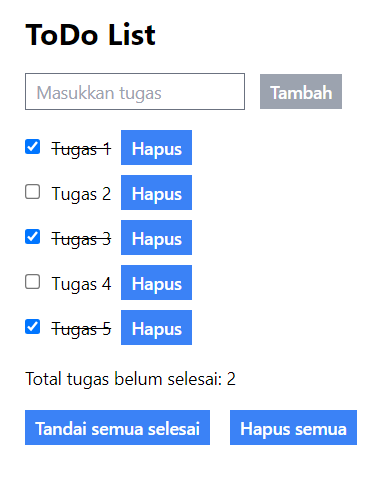 ToDo List
Masukkan tugas Tambah
Tugas 1 Hapus
Tugas 2 Hapus
Tugas 3 Hapus
Tugas 4 Hapus
Tugas 5 Hapus
Total tugas belum selesai: 2
Tandai semua selesai Hapus semua